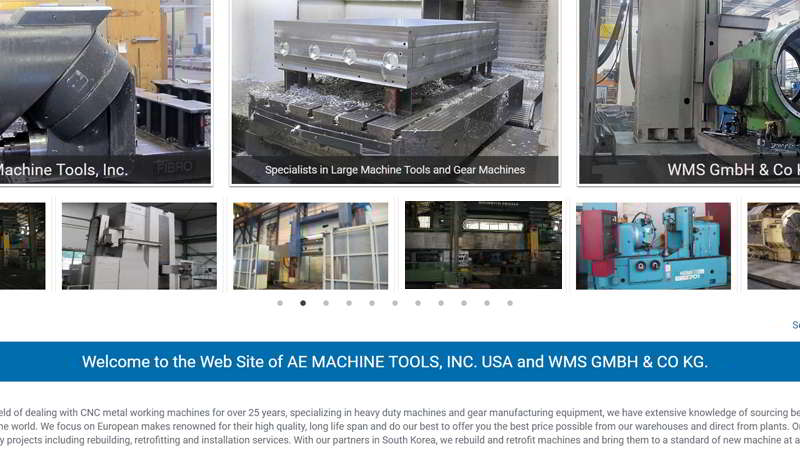 Machine Tools, Inc.
Specialists in Large Machine Tools and Gear Machines
WMS GmbH & Co
FIBRO
Welcome to the Web Site of AE MACHINE TOOLS, INC. USA and WMS GMBH & CO KG.
of dealing with CNC metal working machines for over 25 years, specializing in heavy duty machines and gear manufacturing equipment, we have extensive knowledge of sourcing
world. We focus on European makes renowned for their high quality, long life span and do our best to offer you the best price possible from our warehouses and direct from plants.
projects including rebuilding, retrofitting and installation services. With our partners in South Korea, we rebuild and retrofit machines and bring them to a standard of new machine at